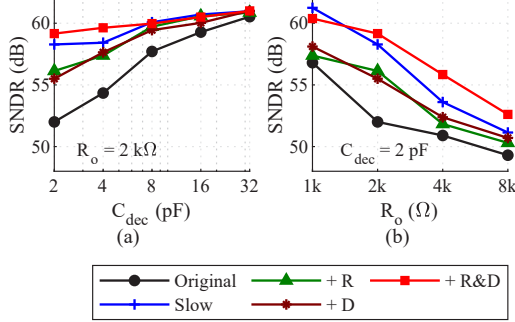 SNDR (dB)
60
55
50
R_o = 2 kΩ
2 4 8 16 32
C_dec (pF)
(a)
SNDR (dB)
60
55
50
C_dec = 2 pF
1k 2k 4k 8k
R_o (Ω)
(b)
Original + R + R&D
Slow + D